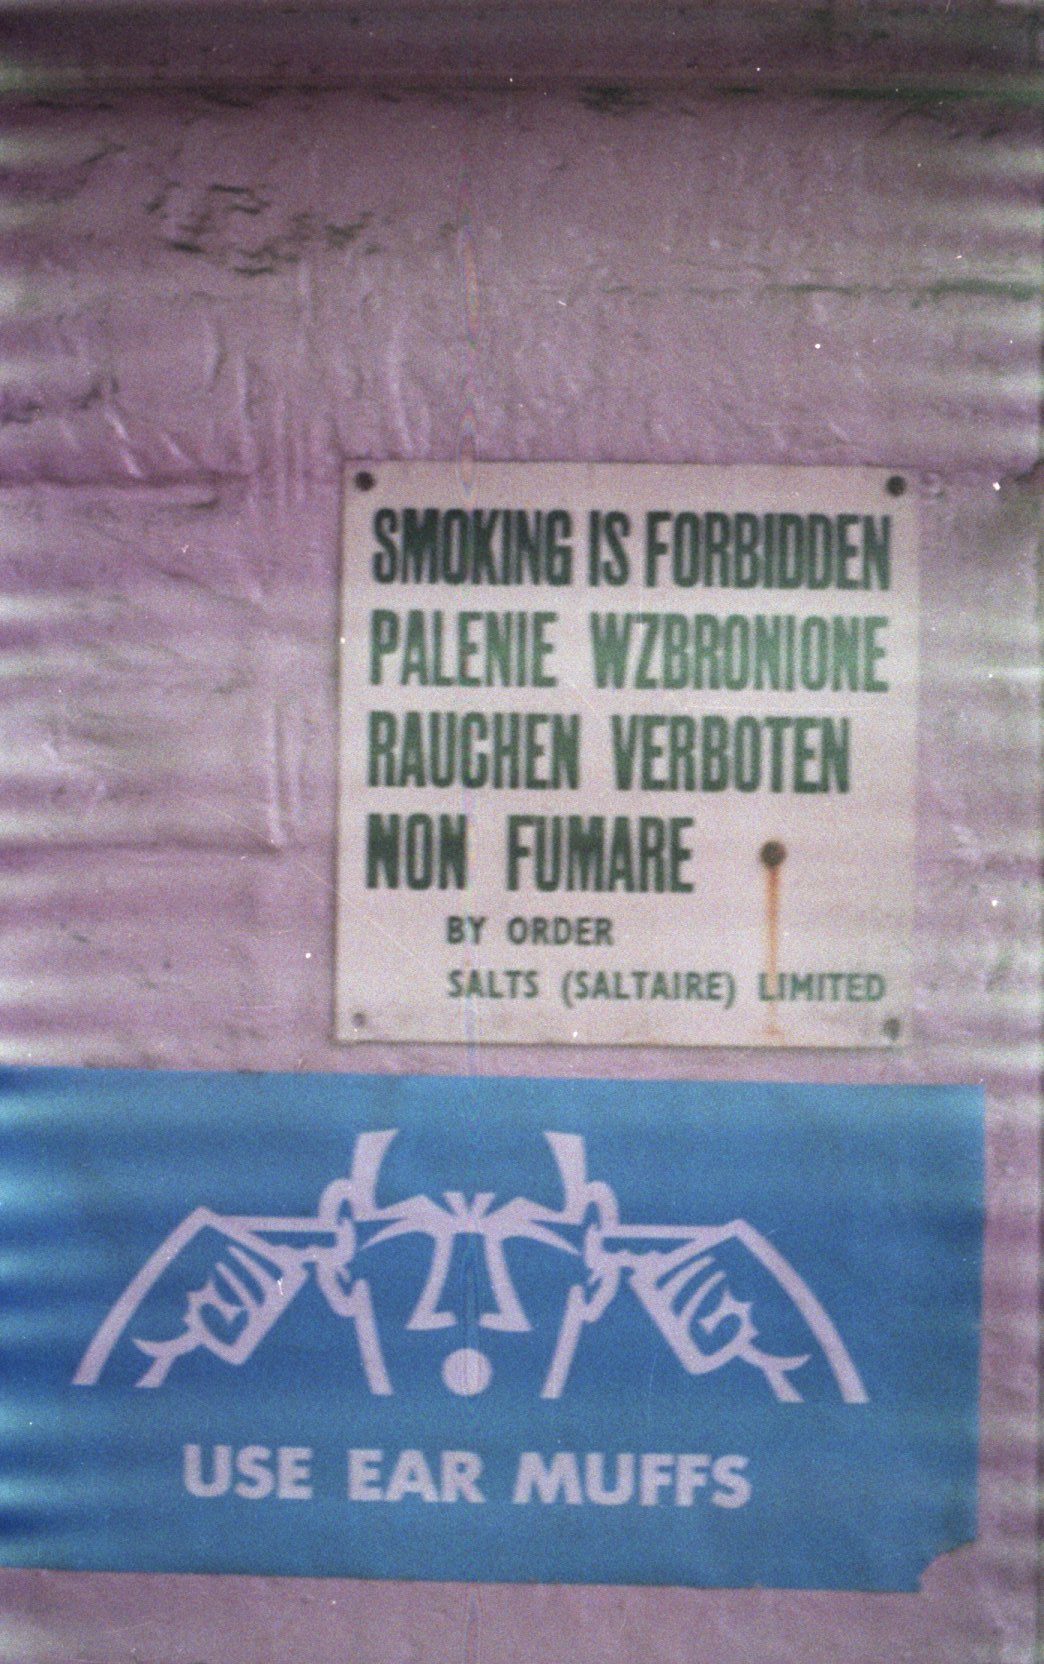 SMOKING IS FORBIDDEN
PALENIE WZBRONIONE
RAUCHEN VERBOTEN
NON FUMARE
BY ORDER
SALTS (SALTAIRE) LIMITED
USE EAR MUFFS